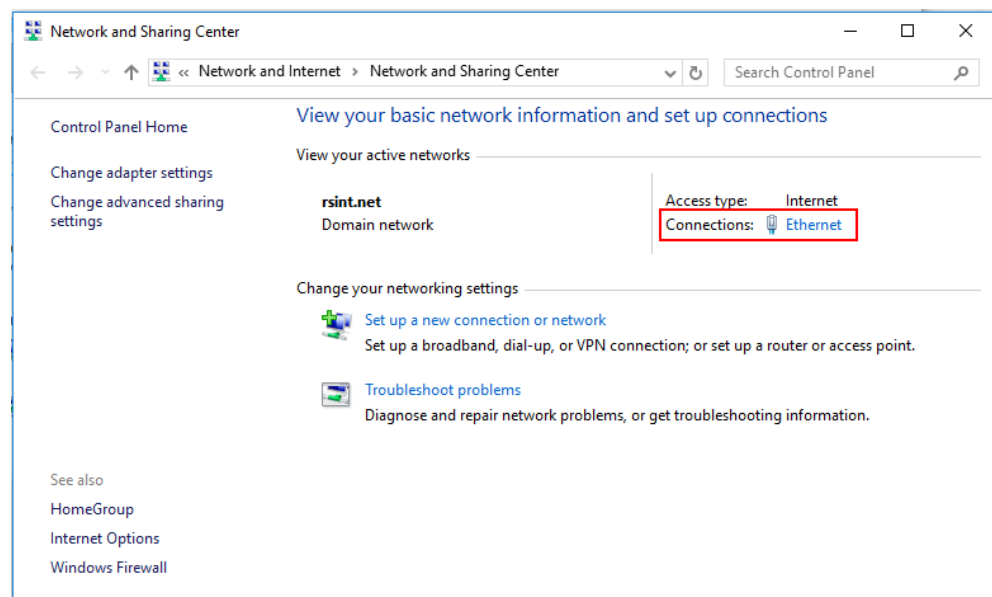 Network and Sharing Center
« Network and Internet › Network and Sharing Center
Search Control Panel
Control Panel Home
Change adapter settings
Change advanced sharing
settings
View your basic network information and set up connections
View your active networks
rsint.net
Domain network
Access type: Internet
Connections: Ethernet
Change your networking settings
Set up a new connection or network
Set up a broadband, dial-up, or VPN connection; or set up a router or access point.
Troubleshoot problems
Diagnose and repair network problems, or get troubleshooting information.
See also
HomeGroup
Internet Options
Windows Firewall